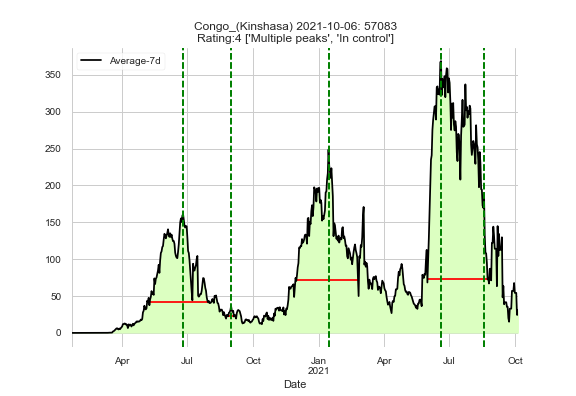 Congo_(Kinshasa) 2021-10-06: 57083
Rating:4 ['Multiple peaks', 'In control']
Average-7d
350
300
250
200
150
100
50
0
Apr
Jul
Oct
Jan
2021
Apr
Jul
Oct
Date